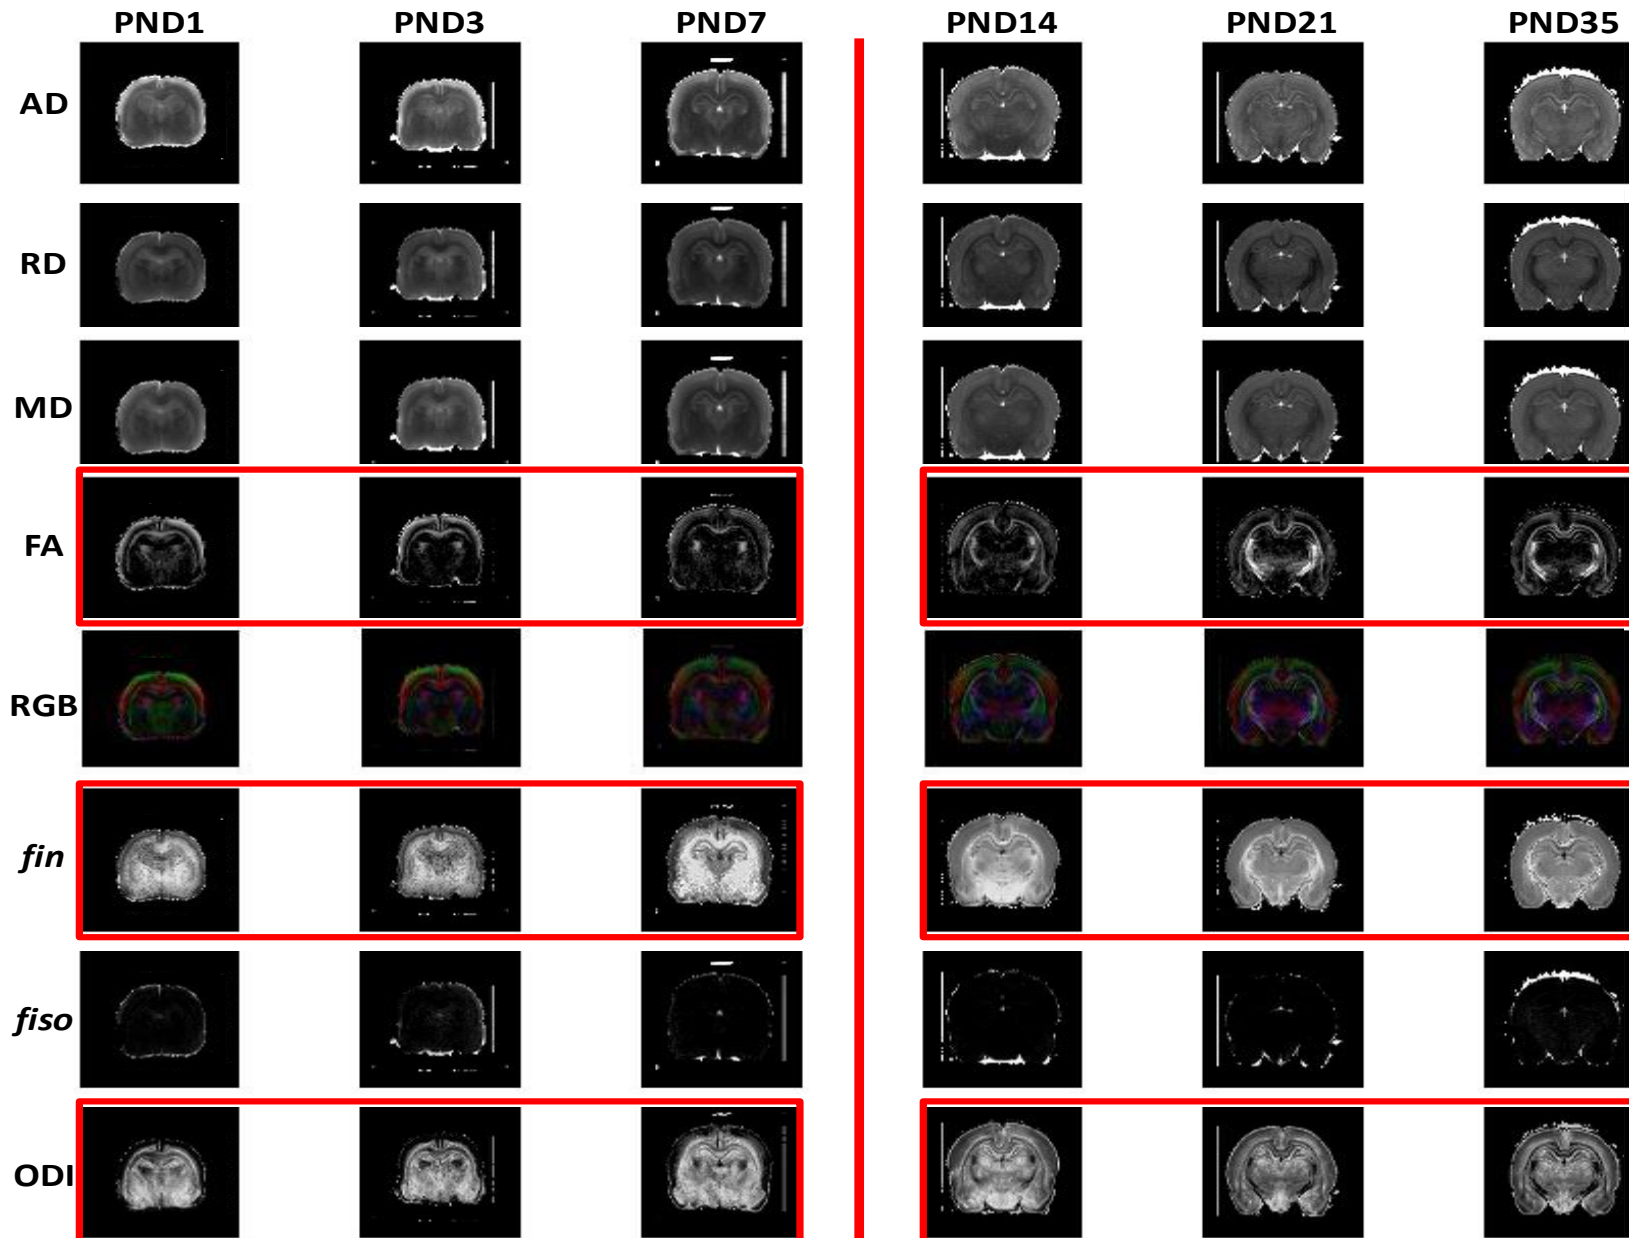 PND1 PND3 PND7 PND14 PND21 PND35
AD
RD
MD
FA
RGB
fin
fiso
ODI